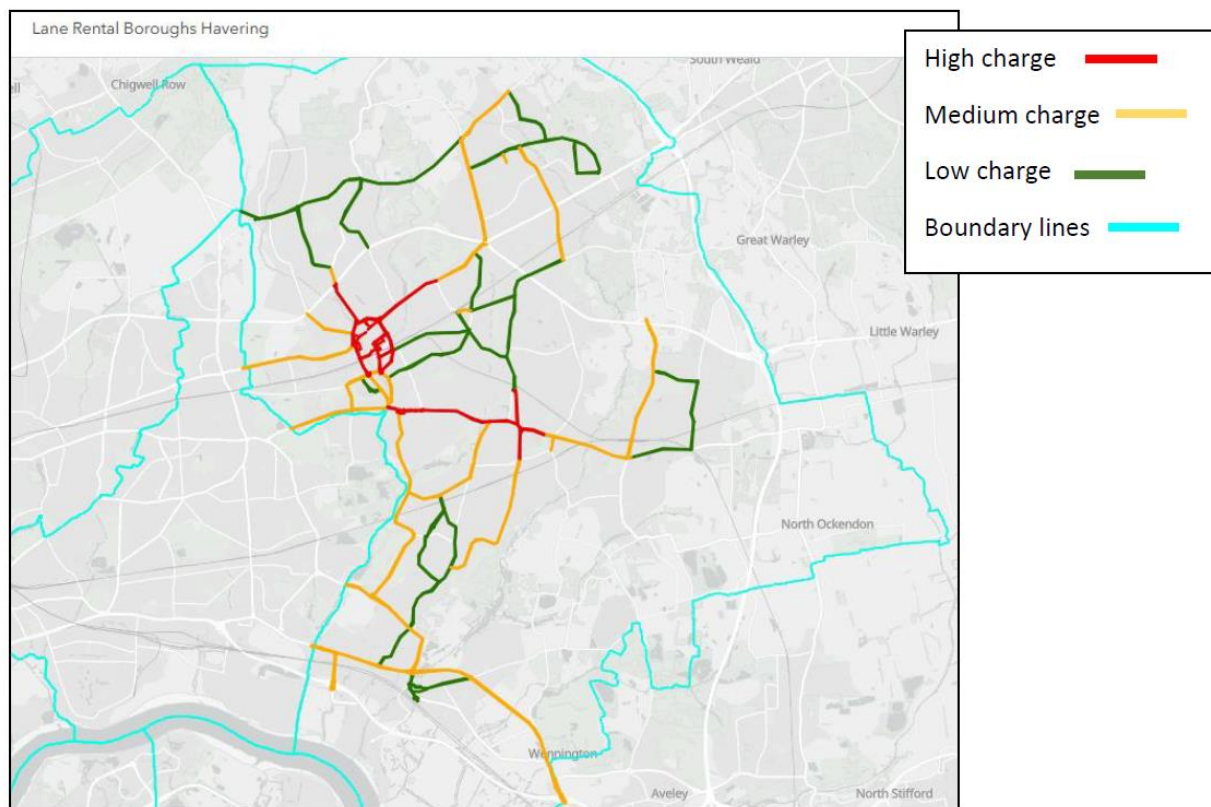 Lane Rental Boroughs Havering
Chigwell Row
South Weald
Great Warley
Little Warley
North Ockendon
Wennington
Aveley
North Stifford
High charge
Medium charge
Low charge
Boundary lines